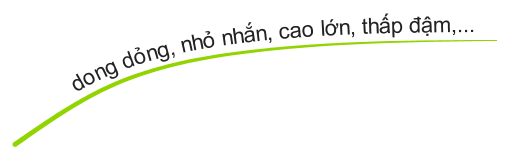 dong dỏng, nhỏ nhắn, cao lớn, thấp đậm,...